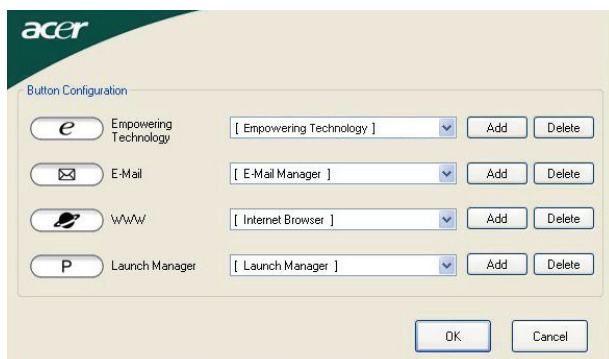 acer
Button Configuration
e Empowering Technology [ Empowering Technology ] Add Delete
E-Mail [ E-Mail Manager ] Add Delete
WWW [ Internet Browser ] Add Delete
P Launch Manager [ Launch Manager ] Add Delete
OK Cancel